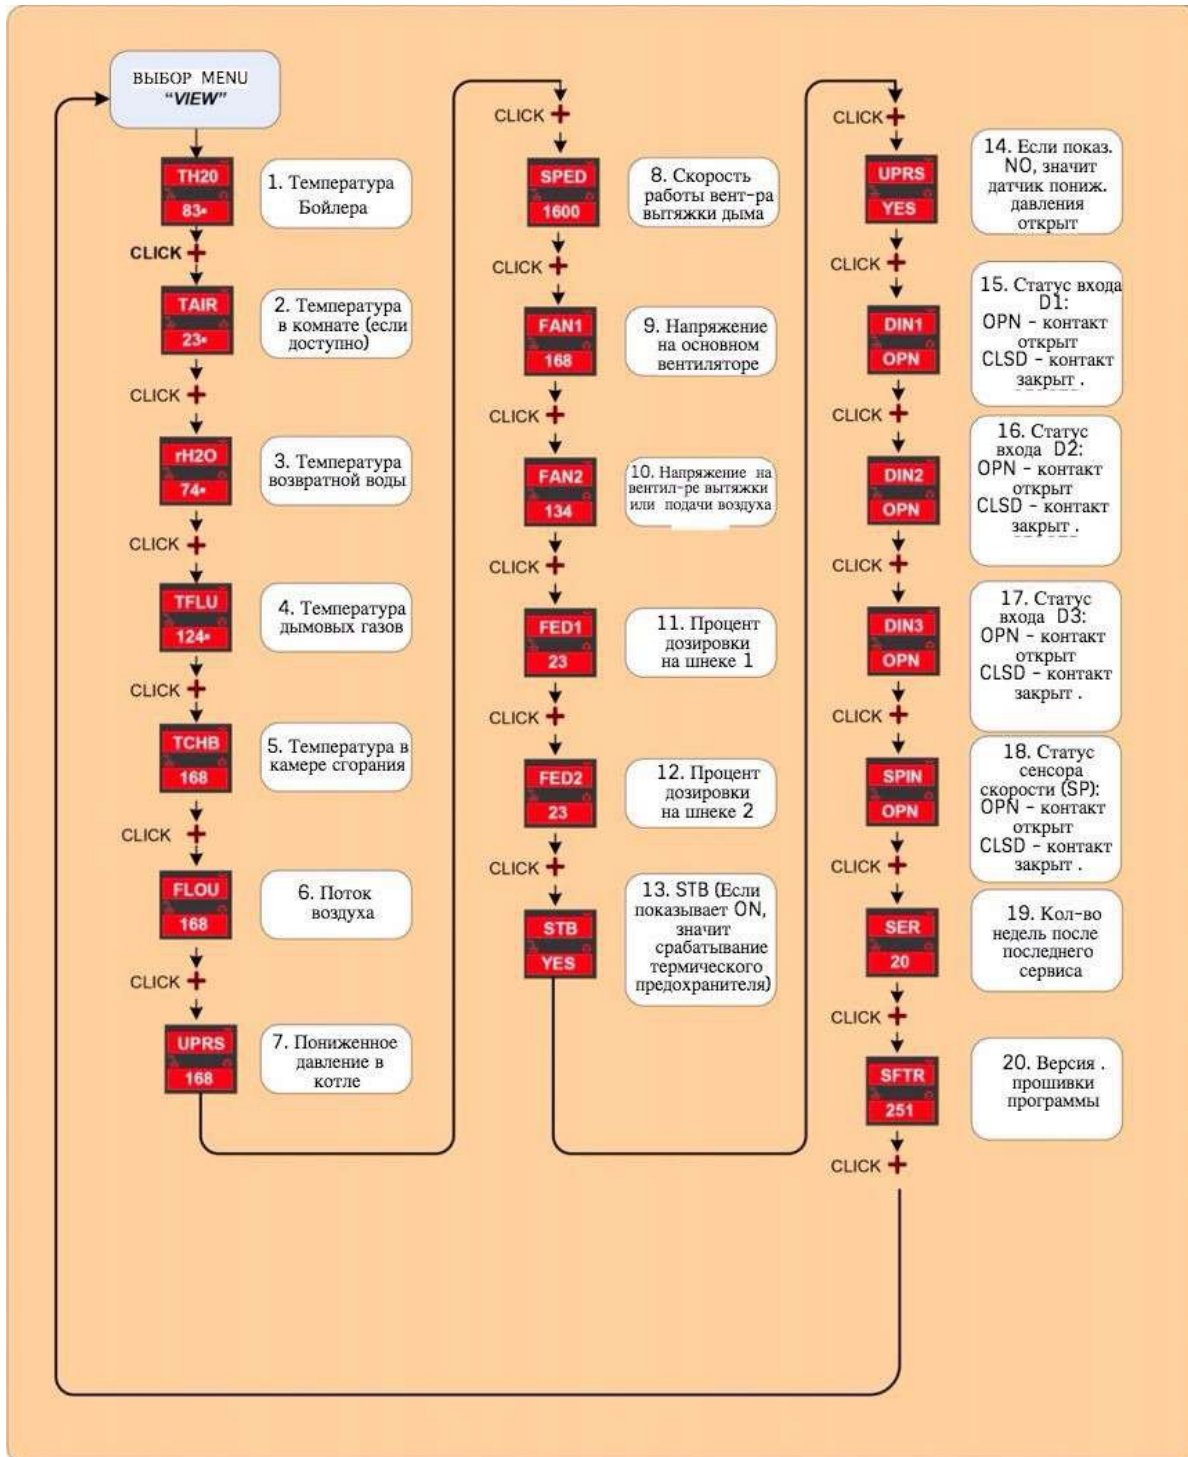 ВЫБОР MENU
“VIEW”
TH20
83•
1. Температура
Бойлера
CLICK +
TAIR
23•
2. Температура
в комнате (если
доступно)
CLICK +
rH2O
74•
3. Температура
возвратной воды
CLICK +
TFLU
124•
4. Температура
дымовых газов
CLICK +
TCHB
168
5. Температура в
камере сгорания
CLICK +
FLOU
168
6. Поток
воздуха
CLICK +
UPRS
168
7. Пониженное
давление в
котле
CLICK +
SPED
1600
8. Скорость
работы вент-ра
вытяжки дыма
CLICK +
FAN1
168
9. Напряжение
на основном
вентиляторе
CLICK +
FAN2
134
10. Напряжение на
вентил-ре вытяжки
или подачи воздуха
CLICK +
FED1
23
11. Процент
дозировки
на шнеке 1
CLICK +
FED2
23
12. Процент
дозировки
на шнеке 2
CLICK +
STB
YES
13. STB (Если
показывает ON,
значит
срабатывание
термического
предохранителя)
CLICK +
UPRS
YES
14. Если показ.
NO, значит
датчик пониж.
давления
открыт
CLICK +
DIN1
OPN
15. Статус входа
D1:
OPN - контакт
открыт
CLSD - контакт
закрыт .
CLICK +
DIN2
OPN
16. Статус
входа D2:
OPN - контакт
открыт
CLSD - контакт
закрыт .
CLICK +
DIN3
OPN
17. Статус
входа D3:
OPN - контакт
открыт
CLSD - контакт
закрыт .
CLICK +
SPIN
OPN
18. Статус
сенсора
скорости (SP):
OPN - контакт
открыт
CLSD - контакт
закрыт .
CLICK +
SER
20
19. Кол-во
недель после
последнего
сервиса
CLICK +
SFTR
251
20. Версия .
прошивки
программы
CLICK +